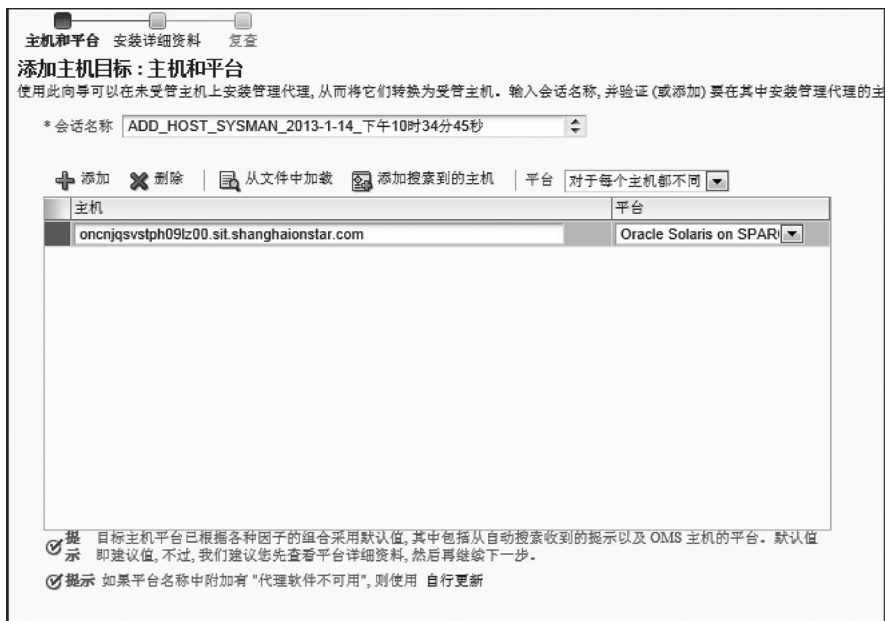 主机和平台 安装详细资料 复查
添加主机目标 : 主机和平台
使用此向导可以在未受管主机上安装管理代理, 从而将它们转换为受管主机. 输入会话名称, 并验证 (或添加) 要在其中安装管理代理的主
* 会话名称 ADD_HOST_SYSMAN_2013-1-14_下午10时34分45秒
添加 删除 从文件中加载 添加搜索到的主机 平台 对于每个主机都不同
主机 平台
oncnjqsvstph09lz00.sit.shanghaionstar.com Oracle Solaris on SPAR
提示 目标主机平台已根据各种因子的组合采用默认值, 其中包括从自动搜索收到的提示以及 OMS 主机的平台. 默认值
即建议值, 不过, 我们建议您先查看平台详细资料, 然后再继续下一步.
提示 如果平台名称中附加有 "代理软件不可用", 则使用 自行更新